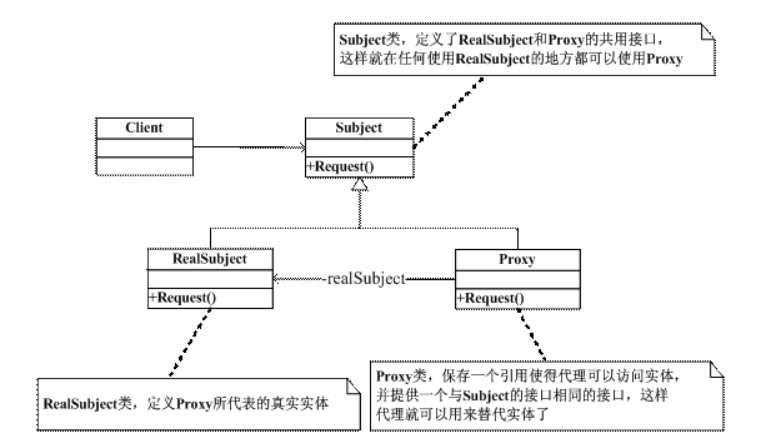 Subject类，定义了RealSubject和Proxy的共用接口，
这样就在任何使用RealSubject的地方都可以使用Proxy
Client
Subject
+Request()
RealSubject
+Request()
-realSubject
Proxy
+Request()
RealSubject类，定义Proxy所代表的真实实体
Proxy类，保存一个引用使得代理可以访问实体，
并提供一个与Subject的接口相同的接口，这样
代理就可以用来替代实体了